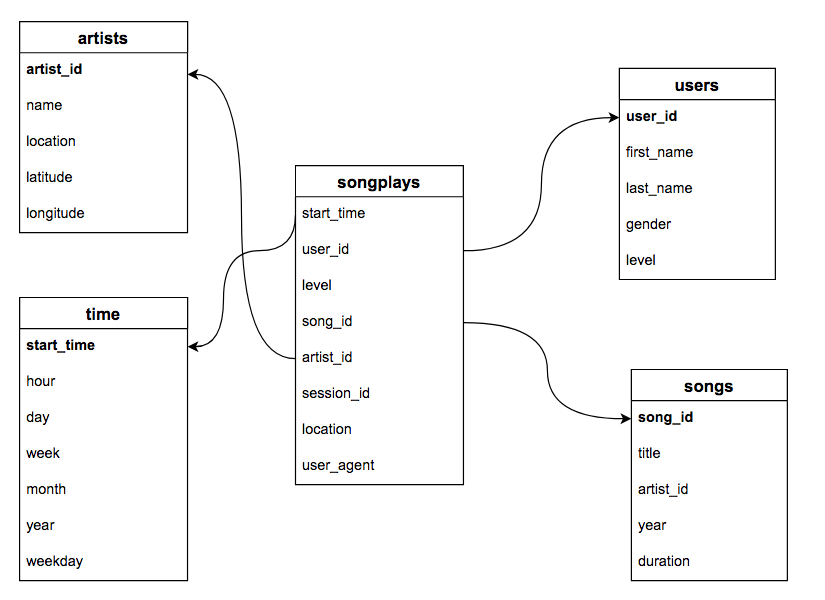 artists
artist_id
name
location
latitude
longitude
time
start_time
hour
day
week
month
year
weekday
songplays
start_time
user_id
level
song_id
artist_id
session_id
location
user_agent
users
user_id
first_name
last_name
gender
level
songs
song_id
title
artist_id
year
duration